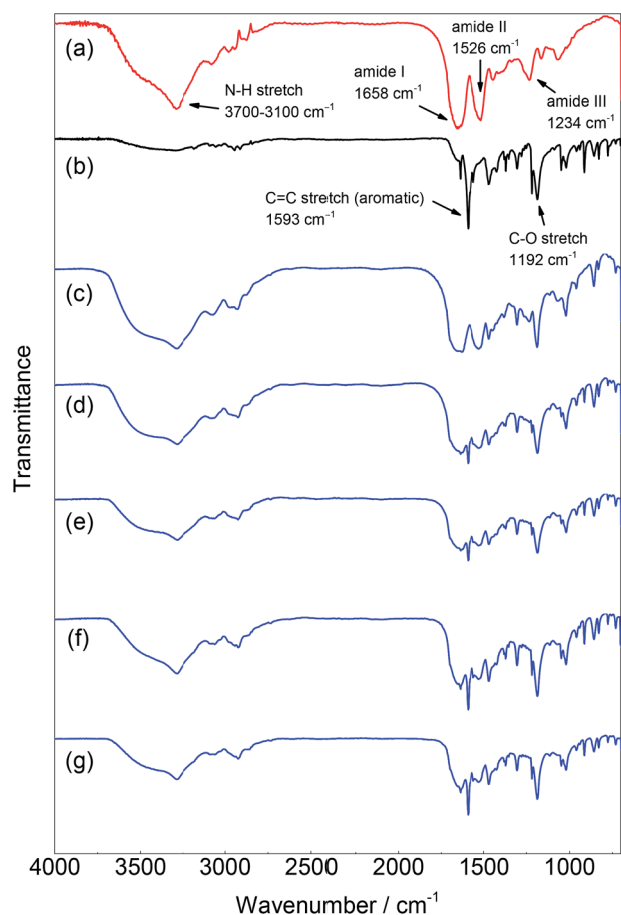 (a)
N-H stretch
3700-3100 cm⁻¹
amide I
1658 cm⁻¹
amide II
1526 cm⁻¹
amide III
1234 cm⁻¹
(b)
C=C stretch (aromatic)
1593 cm⁻¹
C-O stretch
1192 cm⁻¹
(c)
(d)
(e)
(f)
(g)
Transmittance
4000 3500 3000 2500 2000 1500 1000
Wavenumber / cm⁻¹